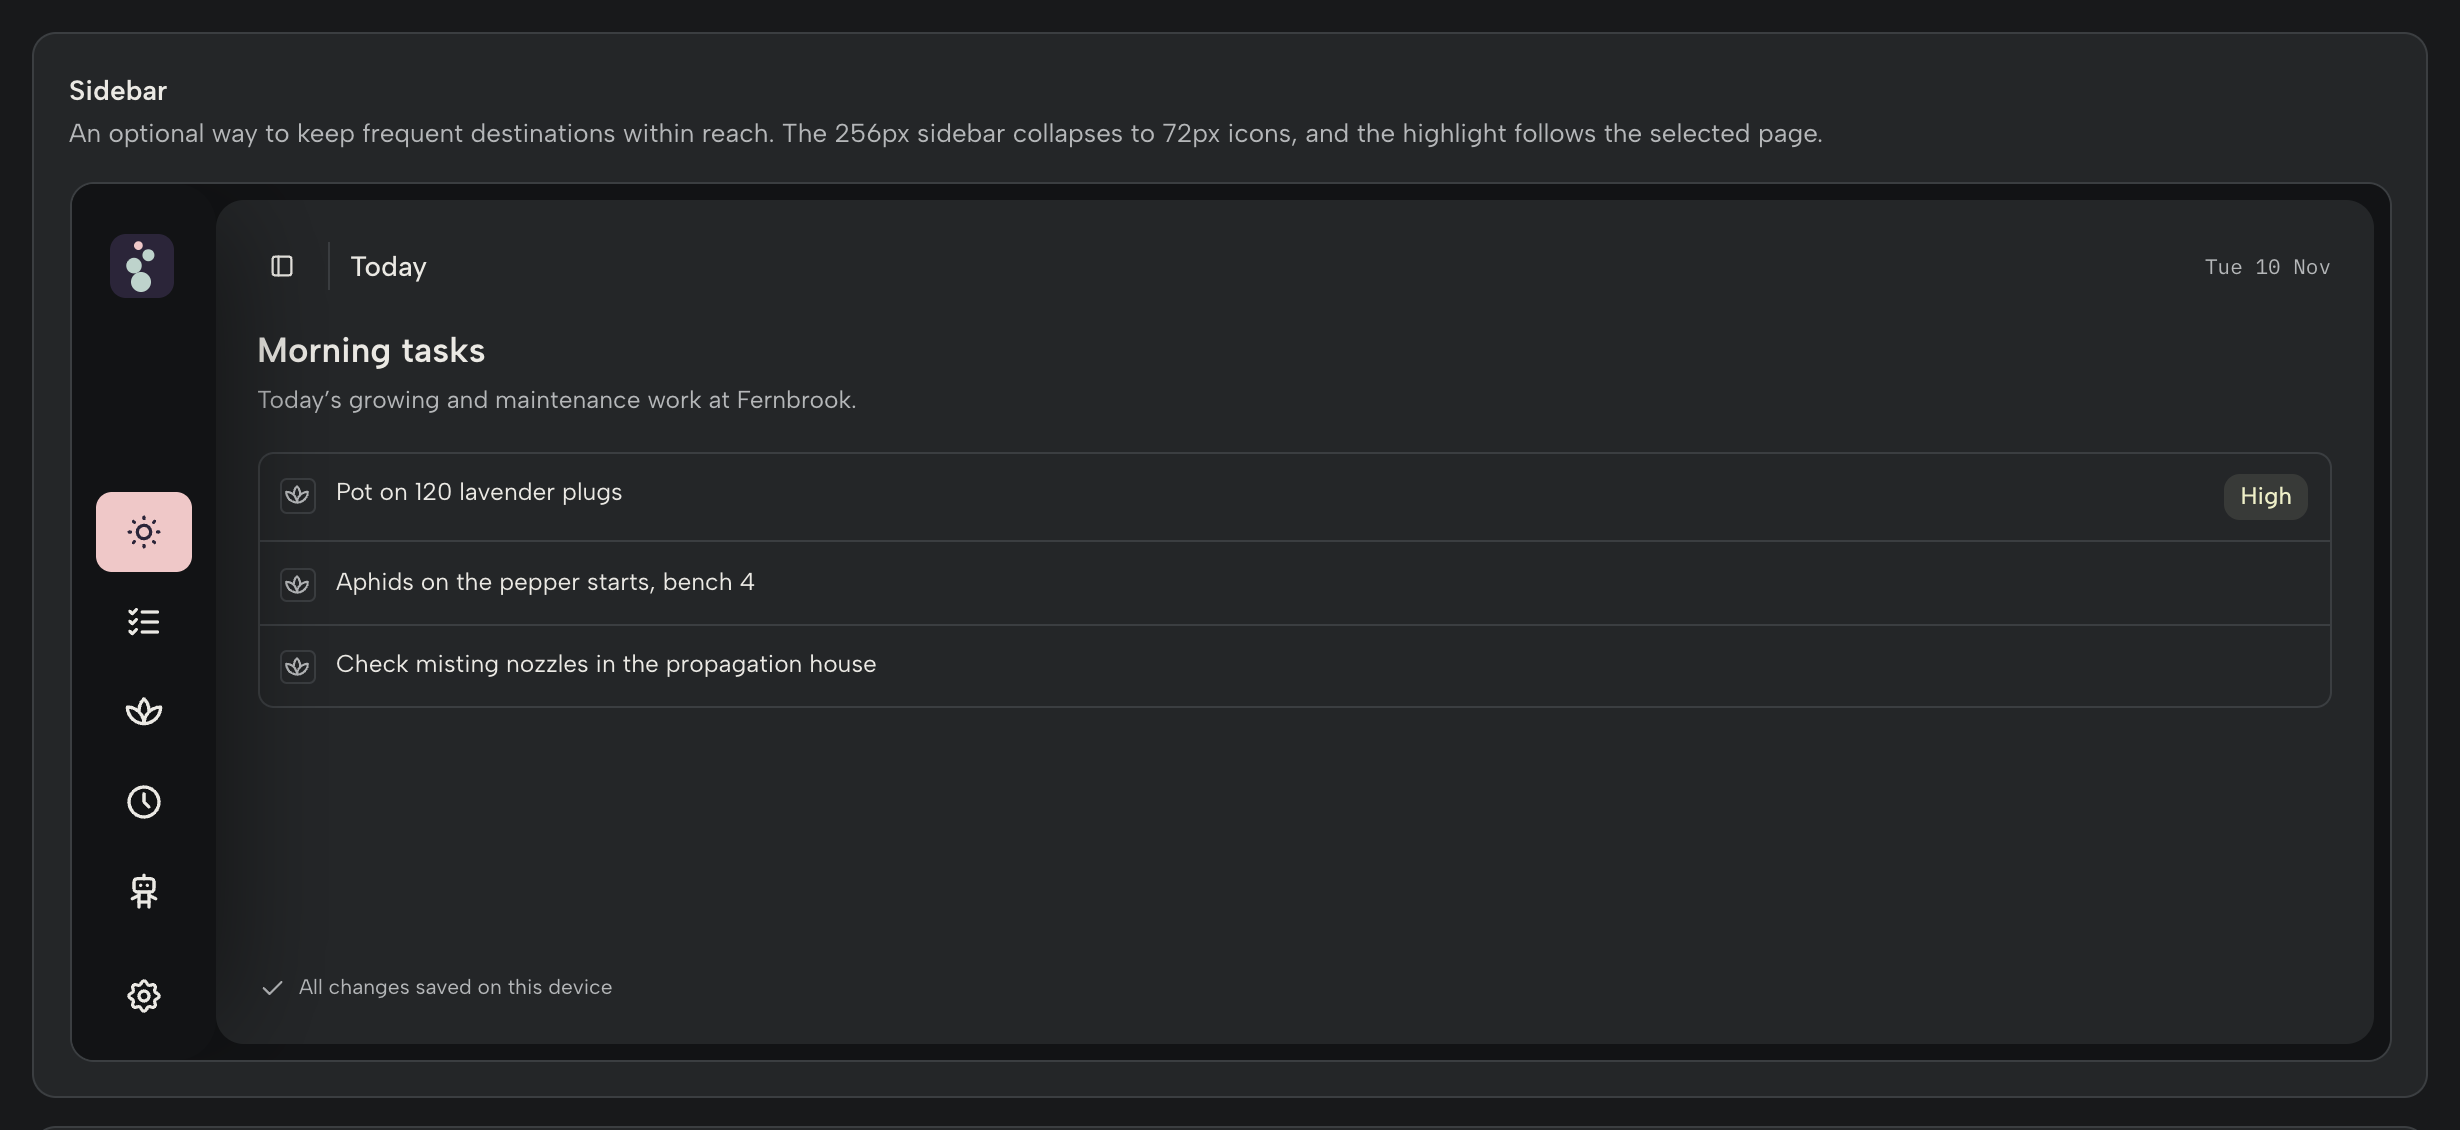 Sidebar
An optional way to keep frequent destinations within reach. The 256px sidebar collapses to 72px icons, and the highlight follows the selected page.
Today
Tue 10 Nov
Morning tasks
Today’s growing and maintenance work at Fernbrook.
Pot on 120 lavender plugs
High
Aphids on the pepper starts, bench 4
Check misting nozzles in the propagation house
All changes saved on this device